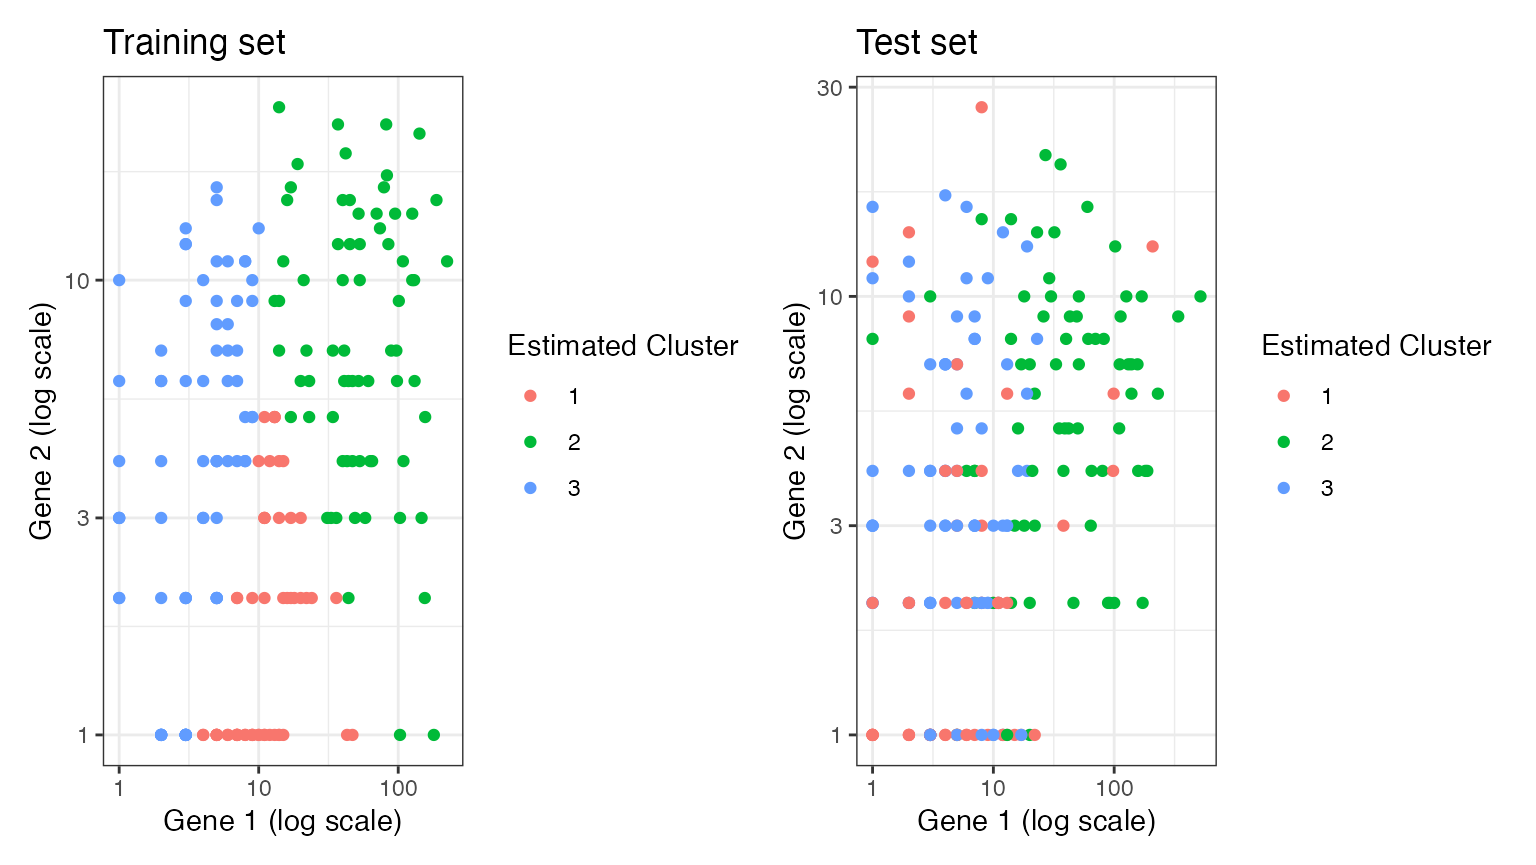 Training set
Gene 2 (log scale)
10
3
1
1 10 100
Gene 1 (log scale)
Estimated Cluster
1
2
3
Test set
Gene 2 (log scale)
30
10
3
1
1 10 100
Gene 1 (log scale)
Estimated Cluster
1
2
3